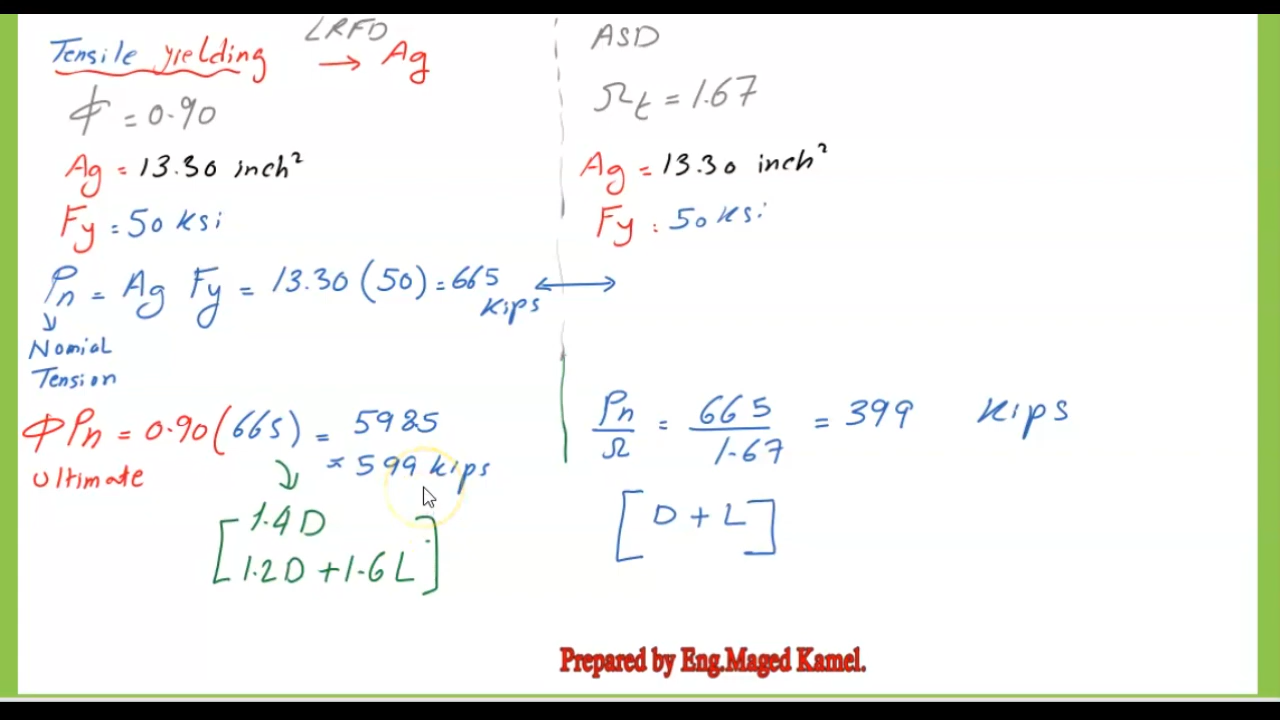 Tensile yielding LRFD → Ag
Φ = 0.90
Ag = 13.30 inch²
Fy = 50 ksi
Pn = Ag Fy = 13.30 (50) = 665 kips
Nomial
Tension
ΦPn = 0.90 (665) = 598.5
Ultimate
≈ 599 kips
[1.4D
1.2D + 1.6L]
ASD
Ωt = 1.67
Ag = 13.30 inch²
Fy = 50 ksi
Pn/Ω = 665/1.67 = 399 kips
[D + L]
Prepared by Eng.Maged Kamel.